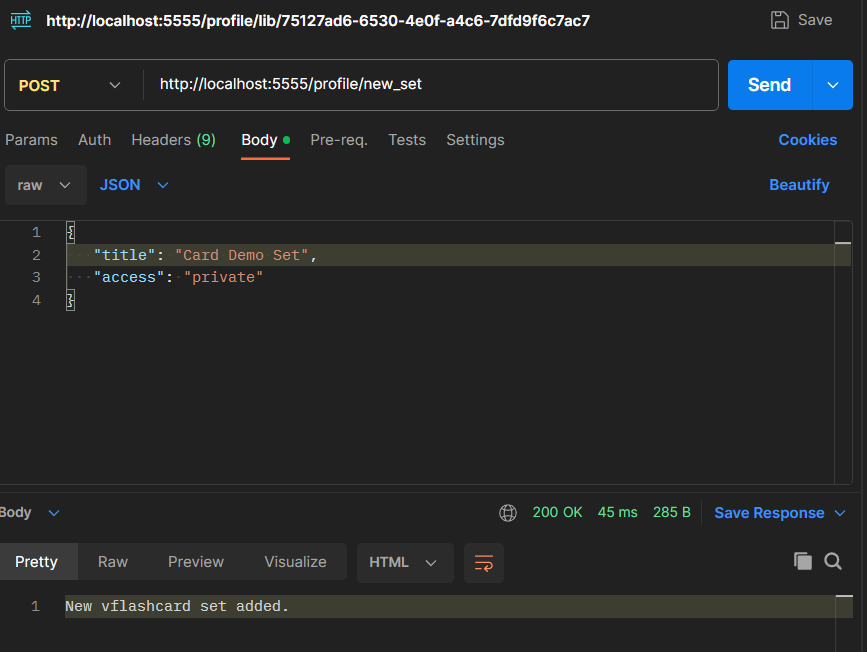 HTTP http://localhost:5555/profile/lib/75127ad6-6530-4e0f-a4c6-7dfd9f6c7ac7 Save
POST http://localhost:5555/profile/new_set Send
Params Auth Headers (9) Body Pre-req. Tests Settings Cookies
raw JSON Beautify
1 {
2 "title": "Card Demo Set",
3 "access": "private"
4 }
Body 200 OK 45 ms 285 B Save Response
Pretty Raw Preview Visualize HTML
1 New vflashcard set added.